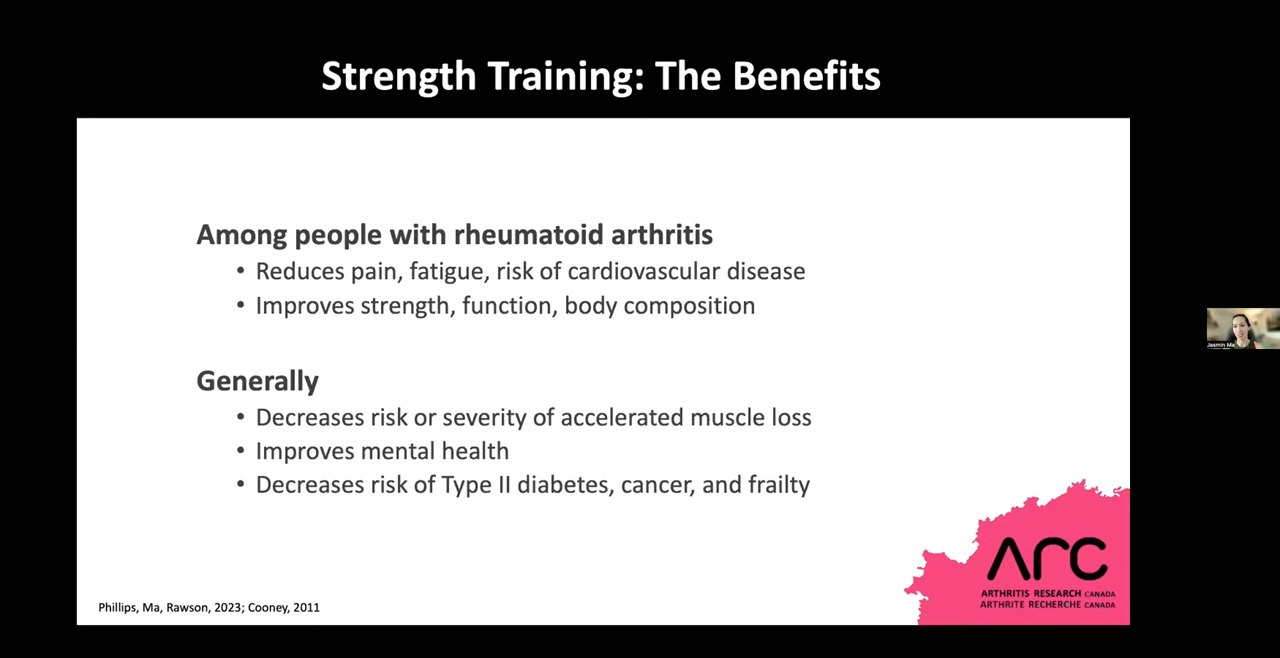 Strength Training: The Benefits
Among people with rheumatoid arthritis
• Reduces pain, fatigue, risk of cardiovascular disease
• Improves strength, function, body composition
Generally
• Decreases risk or severity of accelerated muscle loss
• Improves mental health
• Decreases risk of Type II diabetes, cancer, and frailty
Phillips, Ma, Rawson, 2023; Cooney, 2011
arc
ARTHRITIS RESEARCH CANADA
ARTHRITE RECHERCHE CANADA
Jasmin Ma